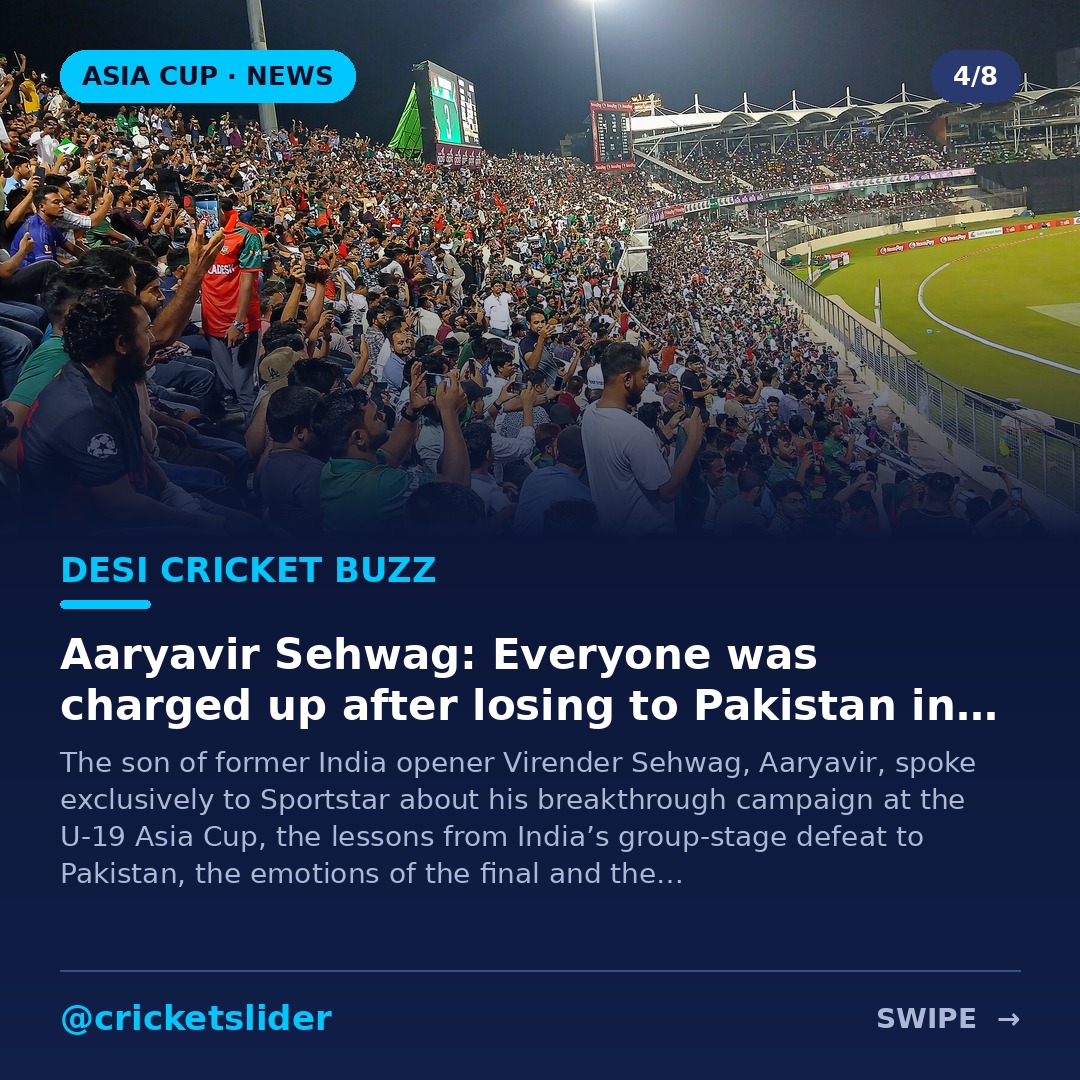 ASIA CUP · NEWS
4/8
DESI CRICKET BUZZ
Aaryavir Sehwag: Everyone was
charged up after losing to Pakistan in…
The son of former India opener Virender Sehwag, Aaryavir, spoke
exclusively to Sportstar about his breakthrough campaign at the
U-19 Asia Cup, the lessons from India’s group-stage defeat to
Pakistan, the emotions of the final and the…
@cricketslider
SWIPE →